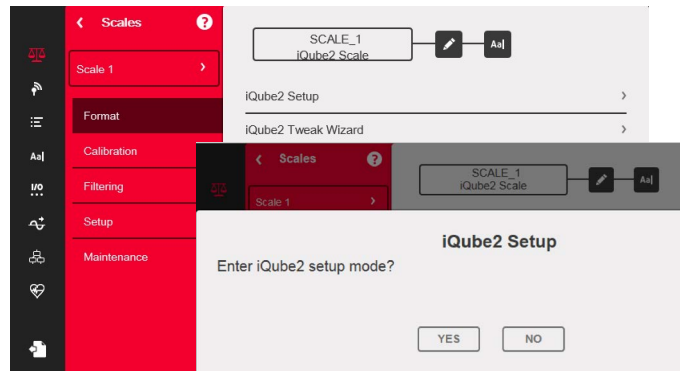 Scales ?
SCALE_1
iQube2 Scale
Aa
Scale 1
iQube2 Setup
Format
iQube2 Tweak Wizard
Aa
Calibration
Scales ?
SCALE_1
iQube2 Scale
Aa
I/O
Filtering
Scale 1
Setup
iQube2 Setup
Maintenance
Enter iQube2 setup mode?
YES NO